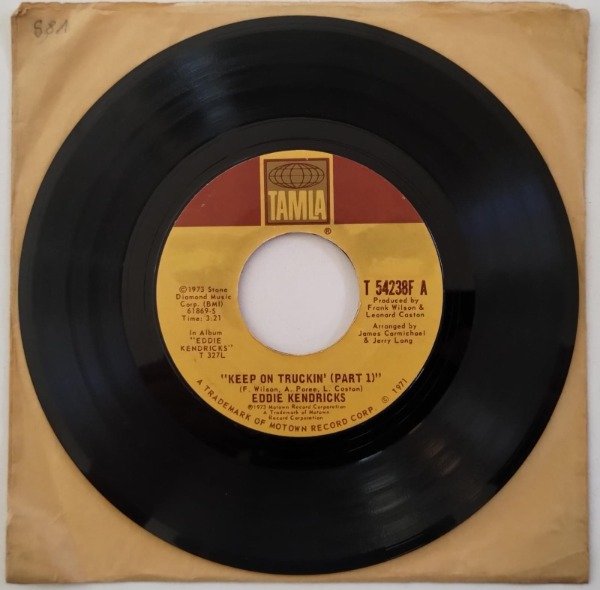 S81
TAMLA
®
T 54238F A
Produced by
Frank Wilson &
Leonard Caston
Arranged by
James Carmichael
& Jerry Long
©1973 Stone
Diamond Music
Corp. (BMI)
61869-S
Time: 3:21
In Album
"EDDIE
KENDRICKS"
T 327L
"KEEP ON TRUCKIN' (PART 1)"
(F. Wilson, A. Poree, L. Caston)
EDDIE KENDRICKS
℗1973 Motown Record Corporation
A Trademark of Motown
Record Corporation
A TRADEMARK OF MOTOWN RECORD CORP. © 1971